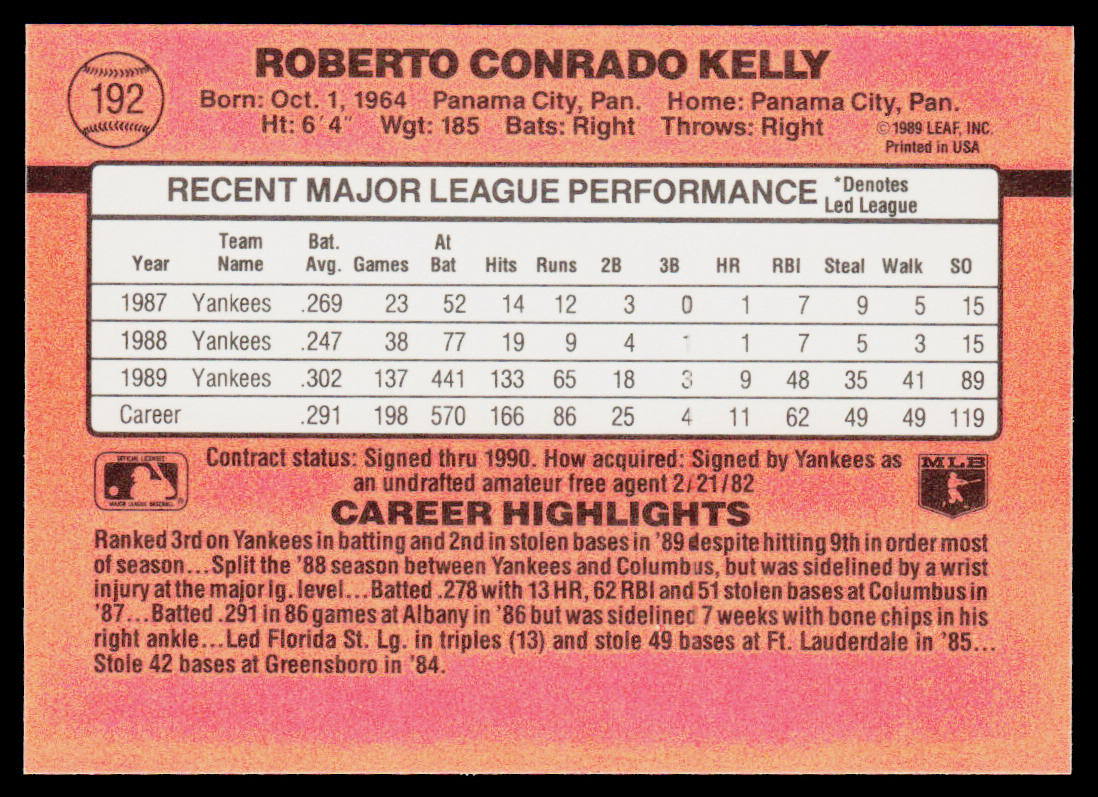 192
ROBERTO CONRADO KELLY
Born: Oct. 1, 1964 Panama City, Pan. Home: Panama City, Pan.
Ht: 6'4" Wgt: 185 Bats: Right Throws: Right
©1989 LEAF, INC.
Printed in USA
RECENT MAJOR LEAGUE PERFORMANCE
*Denotes
Led League
Year Team Name Bat. Avg. Games At Bat Hits Runs 2B 3B HR RBI Steal Walk SO
1987 Yankees .269 23 52 14 12 3 0 1 7 9 5 15
1988 Yankees .247 38 77 19 9 4 1 1 7 5 3 15
1989 Yankees .302 137 441 133 65 18 3 9 48 35 41 89
Career .291 198 570 166 86 25 4 11 62 49 49 119
OFFICIAL LICENSEE
MAJOR LEAGUE BASEBALL
Contract status: Signed thru 1990. How acquired: Signed by Yankees as
an undrafted amateur free agent 2/21/82
MLB
CAREER HIGHLIGHTS
Ranked 3rd on Yankees in batting and 2nd in stolen bases in '89 despite hitting 9th in order most
of season...Split the '88 season between Yankees and Columbus, but was sidelined by a wrist
injury at the major lg. level...Batted .278 with 13 HR, 62 RBI and 51 stolen bases at Columbus in
'87...Batted .291 in 86 games at Albany in '86 but was sidelined 7 weeks with bone chips in his
right ankle...Led Florida St. Lg. in triples (13) and stole 49 bases at Ft. Lauderdale in '85...
Stole 42 bases at Greensboro in '84.